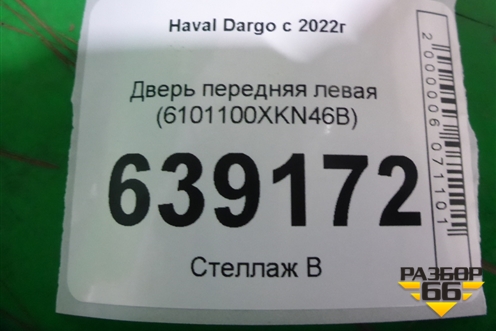 Haval Dargo с 2022г
Дверь передняя левая
(6101100XKN46B)
639172
Стеллаж В
2000006071101
РАЗБОР
66